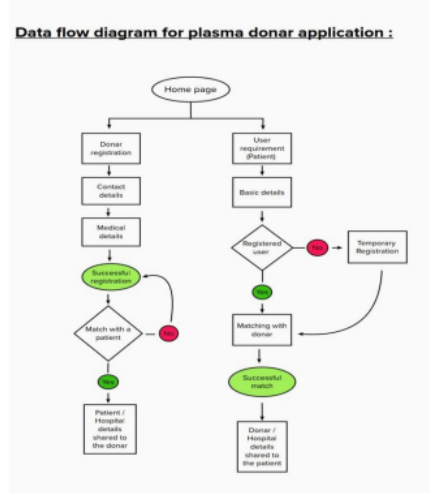 Data flow diagram for plasma donar application :
Home page
Donar
registration
Contact
details
Medical
details
Successful
registration
Match with a
patient
No
Yes
Patient /
Hospital
details
shared to
the donar
User
requirement
(Patient)
Basic details
Registered
user
No
Temporary
Registration
Yes
Matching with
donar
Successful
match
Donar /
Hospital
details
shared to
the patient